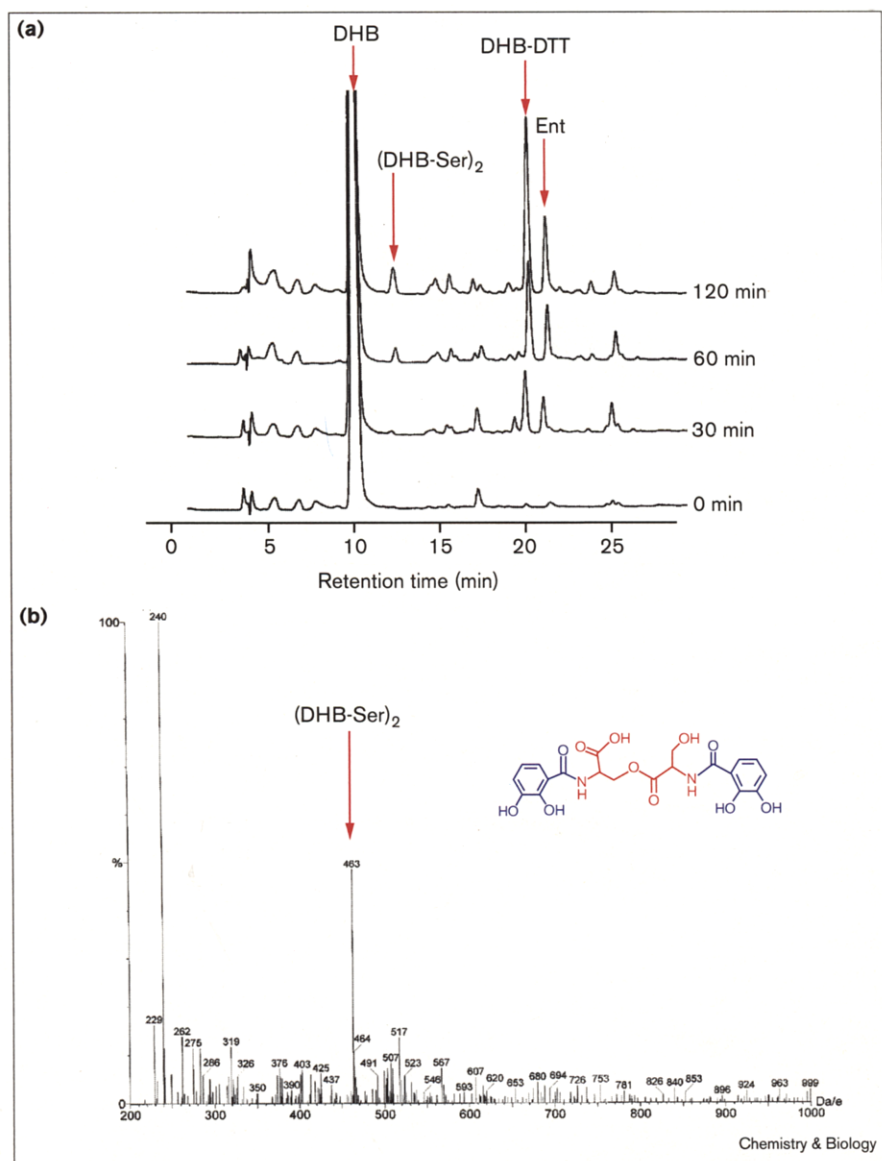 (a)
DHB
DHB-DTT
Ent
(DHB-Ser)2
120 min
60 min
30 min
0 min
0 5 10 15 20 25
Retention time (min)
(b)
100
240
(DHB-Ser)2
O OH OH O
O
N H O N H
HO OH O HO OH
%
463
229 262 275 286 319 326 350 376 390 403 425 437 464 491 507 517 523 546 567 593 607 620 653 680 694 726 753 781 826 840 853 896 924 963 999
0
200 300 400 500 600 700 800 900 1000
Da/e
Chemistry & Biology